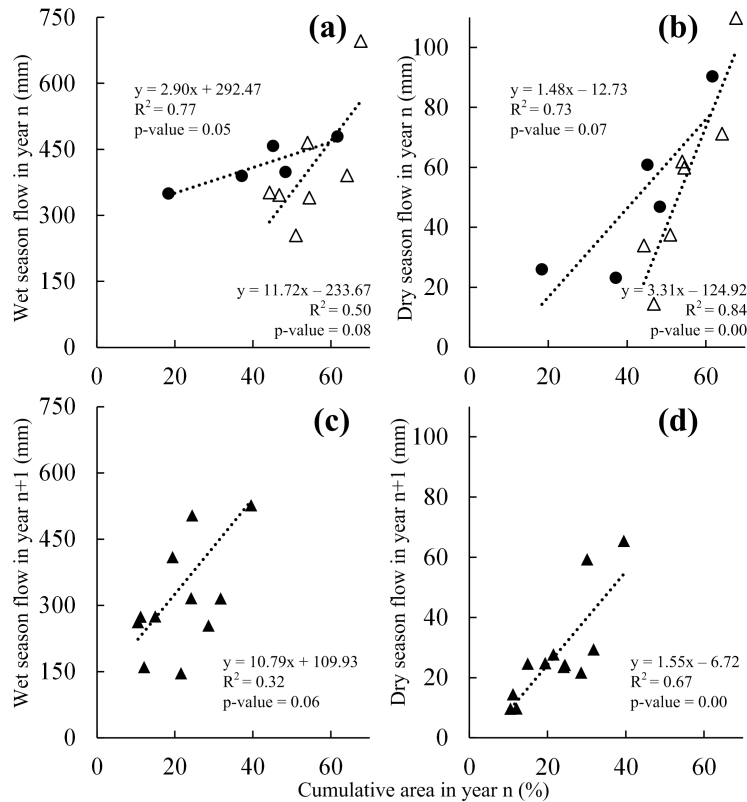 (a)
Wet season flow in year n (mm)
750
600
450
300
150
0
y = 2.90x + 292.47
R² = 0.77
p-value = 0.05
y = 11.72x – 233.67
R² = 0.50
p-value = 0.08
0 20 40 60
(b)
Dry season flow in year n (mm)
100
80
60
40
20
0
y = 1.48x – 12.73
R² = 0.73
p-value = 0.07
y = 3.31x – 124.92
R² = 0.84
p-value = 0.00
0 20 40 60
(c)
Wet season flow in year n+1 (mm)
750
600
450
300
150
0
y = 10.79x + 109.93
R² = 0.32
p-value = 0.06
0 20 40 60
(d)
Dry season flow in year n+1 (mm)
100
80
60
40
20
0
y = 1.55x – 6.72
R² = 0.67
p-value = 0.00
0 20 40 60
Cumulative area in year n (%)